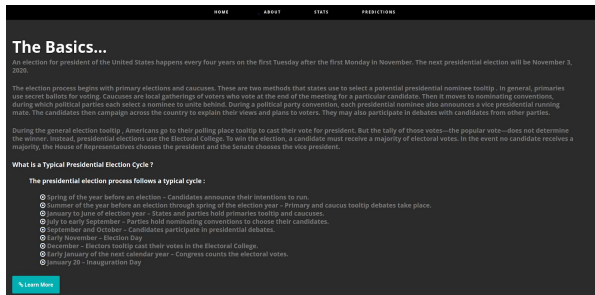 HOME ABOUT STATS PREDICTIONS
The Basics...
An election for president of the United States happens every four years on the first Tuesday after the first Monday in November. The next presidential election will be November 3,
2020.
The election process begins with primary elections and caucuses. These are two methods that states use to select a potential presidential nominee tooltip . In general, primaries
use secret ballots for voting. Caucuses are local gatherings of voters who vote at the end of the meeting for a particular candidate. Then it moves to nominating conventions,
during which political parties each select a nominee to unite behind. During a political party convention, each presidential nominee also announces a vice presidential running
mate. The candidates then campaign across the country to explain their views and plans to voters. They may also participate in debates with candidates from other parties.
During the general election tooltip , Americans go to their polling place tooltip to cast their vote for president. But the tally of those votes—the popular vote—does not determine
the winner. Instead, presidential elections use the Electoral College. To win the election, a candidate must receive a majority of electoral votes. In the event no candidate receives a
majority, the House of Representatives chooses the president and the Senate chooses the vice president.
What is a Typical Presidential Election Cycle ?
The presidential election process follows a typical cycle :
Spring of the year before an election – Candidates announce their intentions to run.
Summer of the year before an election through spring of the election year – Primary and caucus tooltip debates take place.
January to June of election year – States and parties hold primaries tooltip and caucuses.
July to early September – Parties hold nominating conventions to choose their candidates.
September and October – Candidates participate in presidential debates.
Early November – Election Day
December – Electors tooltip cast their votes in the Electoral College.
Early January of the next calendar year – Congress counts the electoral votes.
January 20 – Inauguration Day
Learn More